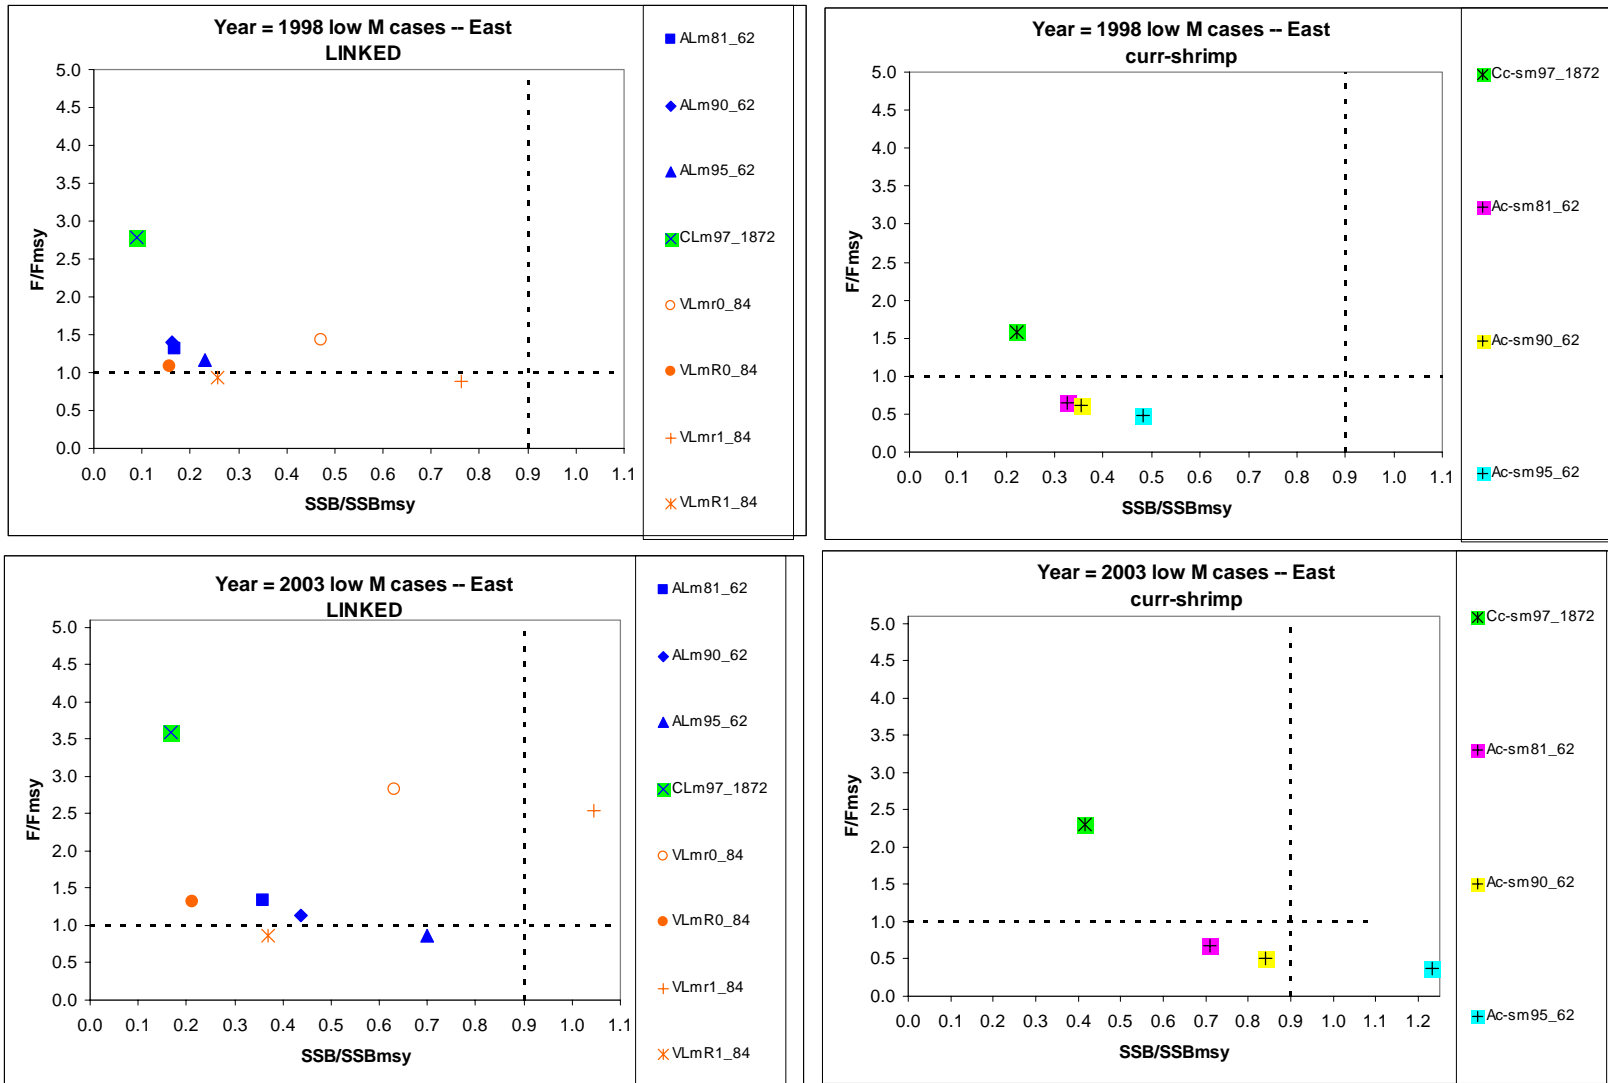 Year = 1998 low M cases -- East
LINKED
5.0
4.5
4.0
3.5
3.0
2.5
2.0
1.5
1.0
0.5
0.0
F/Fmsy
0.0 0.1 0.2 0.3 0.4 0.5 0.6 0.7 0.8 0.9 1.0 1.1
SSB/SSBmsy
ALm81_62
ALm90_62
ALm95_62
CLm97_1872
VLmr0_84
VLmR0_84
VLmr1_84
VLmR1_84
Year = 1998 low M cases -- East
curr-shrimp
5.0
4.5
4.0
3.5
3.0
2.5
2.0
1.5
1.0
0.5
0.0
F/Fmsy
0.0 0.1 0.2 0.3 0.4 0.5 0.6 0.7 0.8 0.9 1.0 1.1
SSB/SSBmsy
Cc-sm97_1872
Ac-sm81_62
Ac-sm90_62
Ac-sm95_62
Year = 2003 low M cases -- East
LINKED
5.0
4.5
4.0
3.5
3.0
2.5
2.0
1.5
1.0
0.5
0.0
F/Fmsy
0.0 0.1 0.2 0.3 0.4 0.5 0.6 0.7 0.8 0.9 1.0 1.1
SSB/SSBmsy
ALm81_62
ALm90_62
ALm95_62
CLm97_1872
VLmr0_84
VLmR0_84
VLmr1_84
VLmR1_84
Year = 2003 low M cases -- East
curr-shrimp
5.0
4.5
4.0
3.5
3.0
2.5
2.0
1.5
1.0
0.5
0.0
F/Fmsy
0.0 0.1 0.2 0.3 0.4 0.5 0.6 0.7 0.8 0.9 1.0 1.1 1.2
SSB/SSBmsy
Cc-sm97_1872
Ac-sm81_62
Ac-sm90_62
Ac-sm95_62